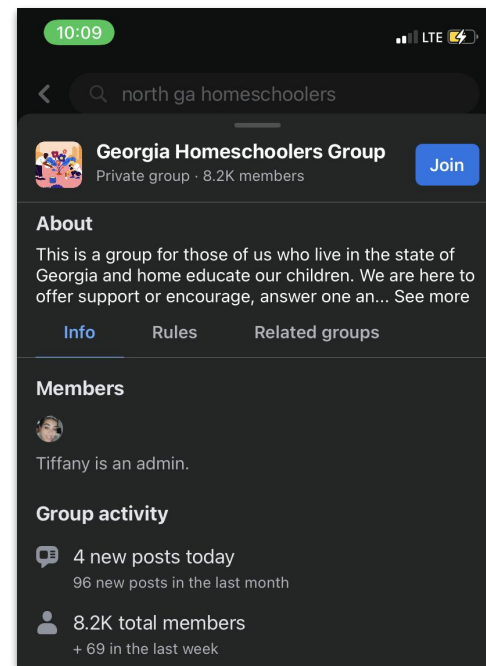 10:09
LTE
north ga homeschoolers
Georgia Homeschoolers Group
Private group · 8.2K members
Join
About
This is a group for those of us who live in the state of
Georgia and home educate our children. We are here to
offer support or encourage, answer one an... See more
Info Rules Related groups
Members
Tiffany is an admin.
Group activity
4 new posts today
96 new posts in the last month
8.2K total members
+ 69 in the last week